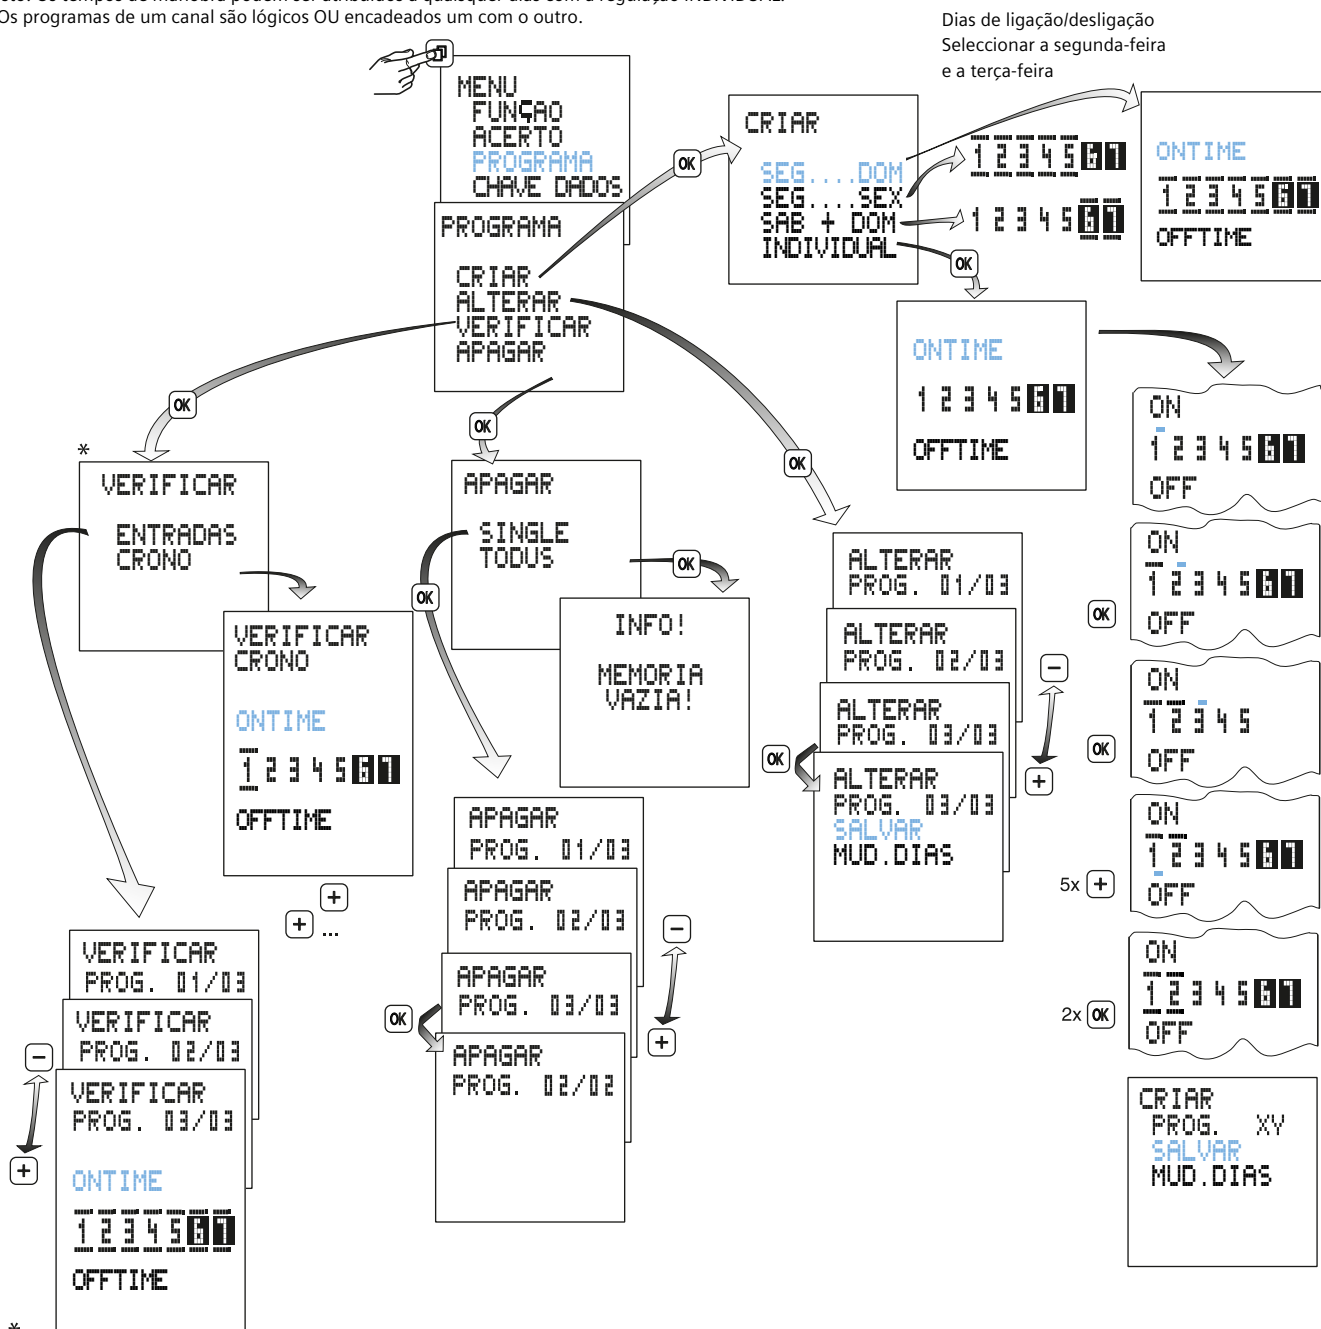 Os programas de um canal são lógicos OU encadeados um com o outro.
Dias de ligação/desligação
Seleccionar a segunda-feira
e a terça-feira
MENU
FUNÇAO
ACERTO
PROGRAMA
CHAVE DADOS
OK
CRIAR
SEG....DOM
SEG....SEX
SAB + DOM
INDIVIDUAL
1 2 3 4 5 6 7
1 2 3 4 5 6 7
ONTIME
1 2 3 4 5 6 7
OFFTIME
PROGRAMA
CRIAR
ALTERAR
VERIFICAR
APAGAR
OK
ONTIME
1 2 3 4 5 6 7
OFFTIME
OK
OK
OK
ON
1 2 3 4 5 6 7
OFF
*
VERIFICAR
ENTRADAS
CRONO
APAGAR
SINGLE
TODUS
OK
OK
INFO!
MEMORIA
VAZIA!
ALTERAR
PROG. 01/03
ALTERAR
PROG. 02/03
ALTERAR
PROG. 03/03
OK
ALTERAR
PROG. 03/03
SALVAR
MUD.DIAS
-
+
OK
ON
1 2 3 4 5 6 7
OFF
OK
ON
1 2 3 4 5
OFF
5x +
ON
1 2 3 4 5 6 7
OFF
2x OK
ON
1 2 3 4 5 6 7
OFF
CRIAR
PROG. XY
SALVAR
MUD.DIAS
VERIFICAR
CRONO
ONTIME
1 2 3 4 5 6 7
OFFTIME
+
+ ...
APAGAR
PROG. 01/03
APAGAR
PROG. 02/03
APAGAR
PROG. 03/03
OK
APAGAR
PROG. 02/02
-
+
VERIFICAR
PROG. 01/03
VERIFICAR
PROG. 02/03
VERIFICAR
PROG. 03/03
-
+
ONTIME
1 2 3 4 5 6 7
OFFTIME
*